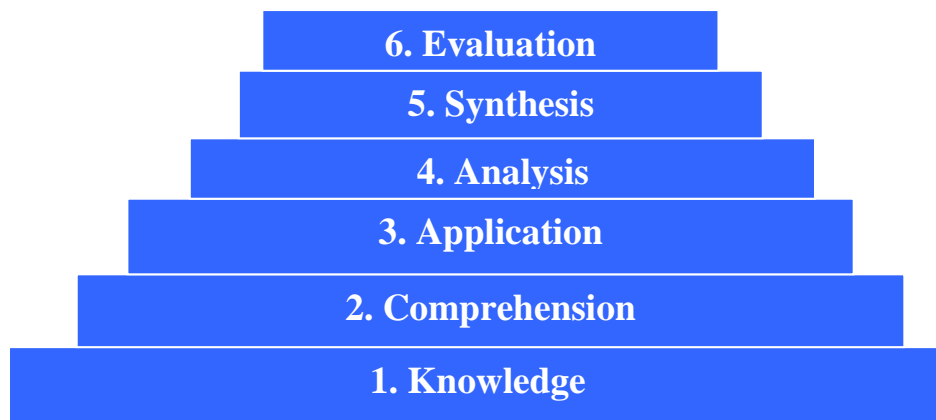 6. Evaluation
5. Synthesis
4. Analysis
3. Application
2. Comprehension
1. Knowledge